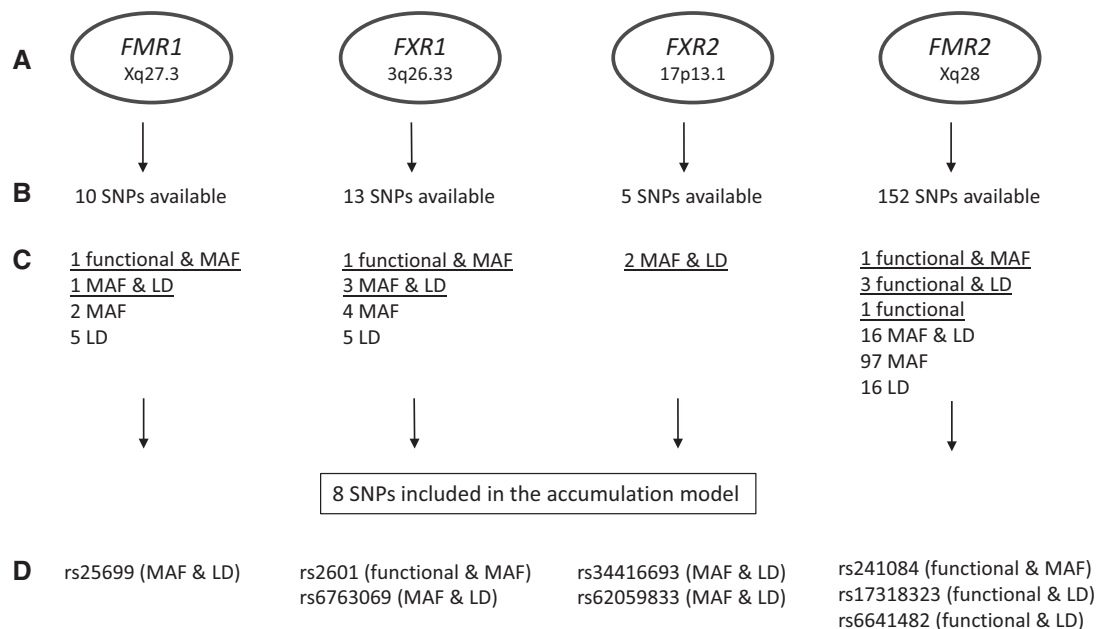 A
FMR1
Xq27.3
FXR1
3q26.33
FXR2
17p13.1
FMR2
Xq28
B
10 SNPs available
13 SNPs available
5 SNPs available
152 SNPs available
C
1 functional & MAF
1 MAF & LD
2 MAF
5 LD
1 functional & MAF
3 MAF & LD
4 MAF
5 LD
2 MAF & LD
1 functional & MAF
3 functional & LD
1 functional
16 MAF & LD
97 MAF
16 LD
8 SNPs included in the accumulation model
D
rs25699 (MAF & LD)
rs2601 (functional & MAF)
rs6763069 (MAF & LD)
rs34416693 (MAF & LD)
rs62059833 (MAF & LD)
rs241084 (functional & MAF)
rs17318323 (functional & LD)
rs6641482 (functional & LD)